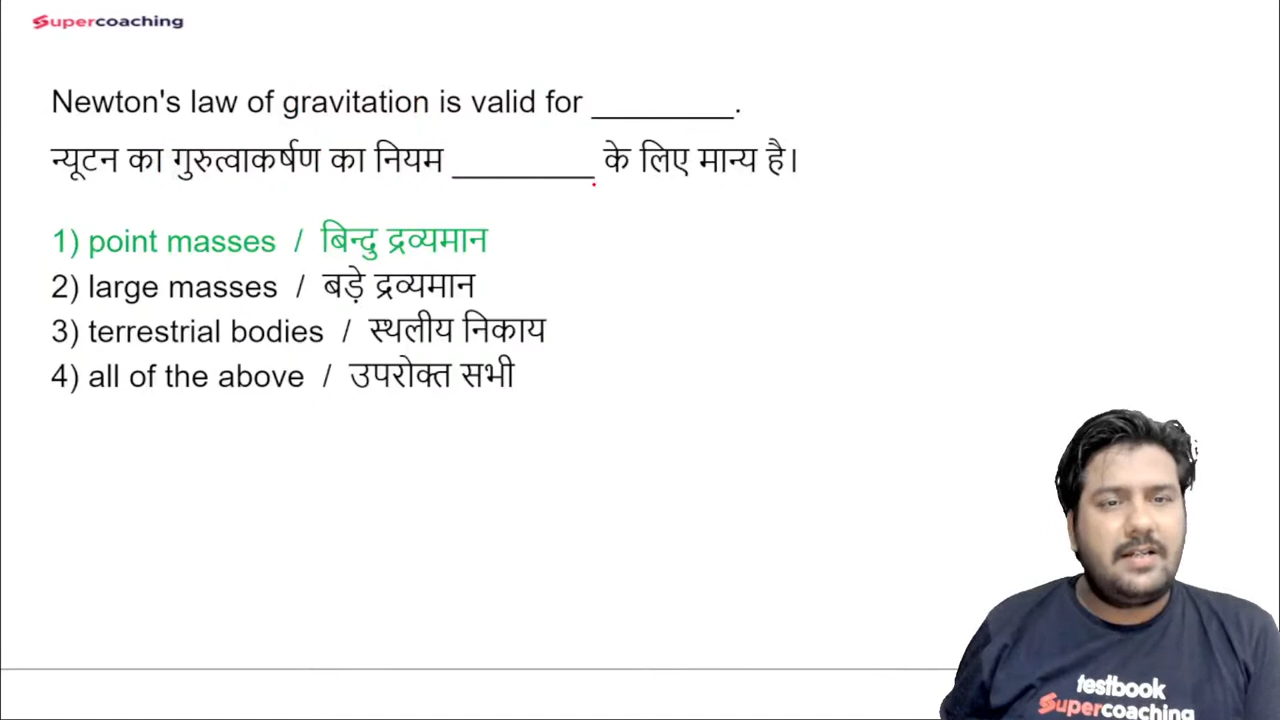 Supercoaching
Newton's law of gravitation is valid for _________.
न्यूटन का गुरुत्वाकर्षण का नियम _________ के लिए मान्य है।
1) point masses / बिन्दु द्रव्यमान
2) large masses / बड़े द्रव्यमान
3) terrestrial bodies / स्थलीय निकाय
4) all of the above / उपरोक्त सभी
testbook
Supercoaching